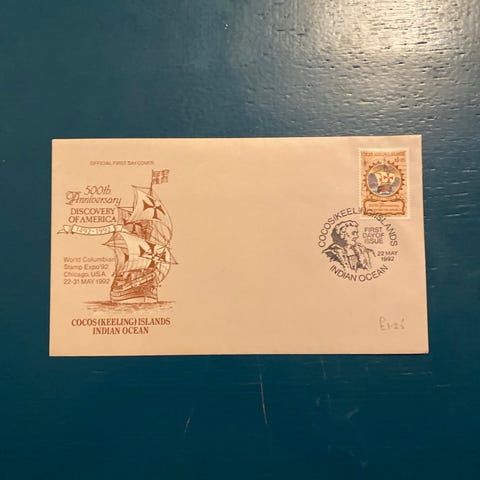 OFFICIAL FIRST DAY COVER
500th
Anniversary
DISCOVERY
OF AMERICA
1492-1992
World Columbian
Stamp Expo'92
Chicago, U.S.A.
22-31 MAY 1992
COCOS (KEELING) ISLANDS
INDIAN OCEAN
COCOS (KEELING) ISLANDS
FIRST
DAY OF
ISSUE
22 MAY
1992
INDIAN OCEAN